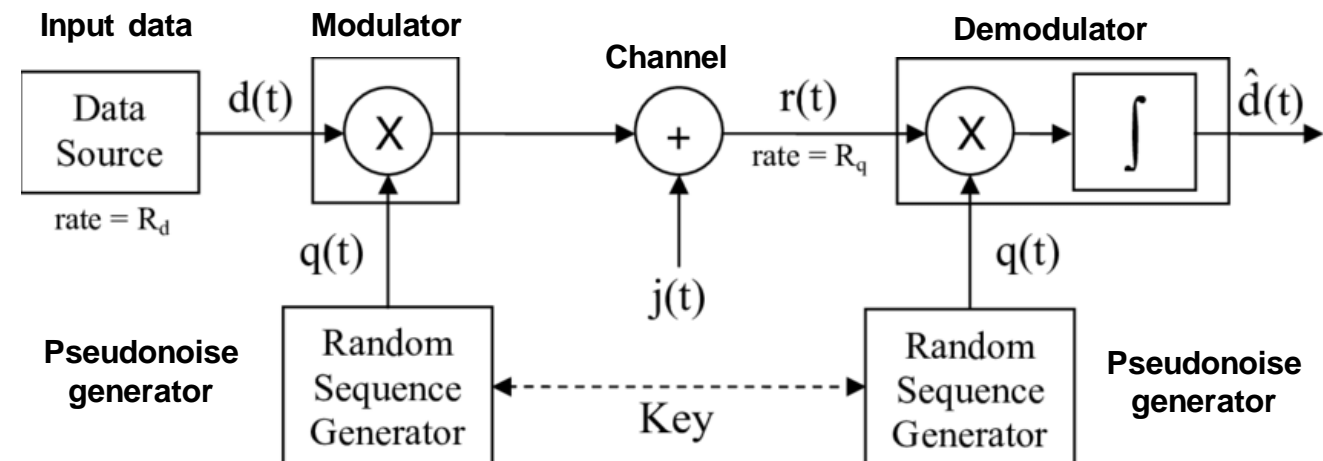 Input data
Modulator
Channel
Demodulator
Data
Source
d(t)
X
+
r(t)
rate = R_q
X
∫
d̂(t)
rate = R_d
q(t)
j(t)
q(t)
Pseudonoise
generator
Random
Sequence
Generator
Key
Random
Sequence
Generator
Pseudonoise
generator